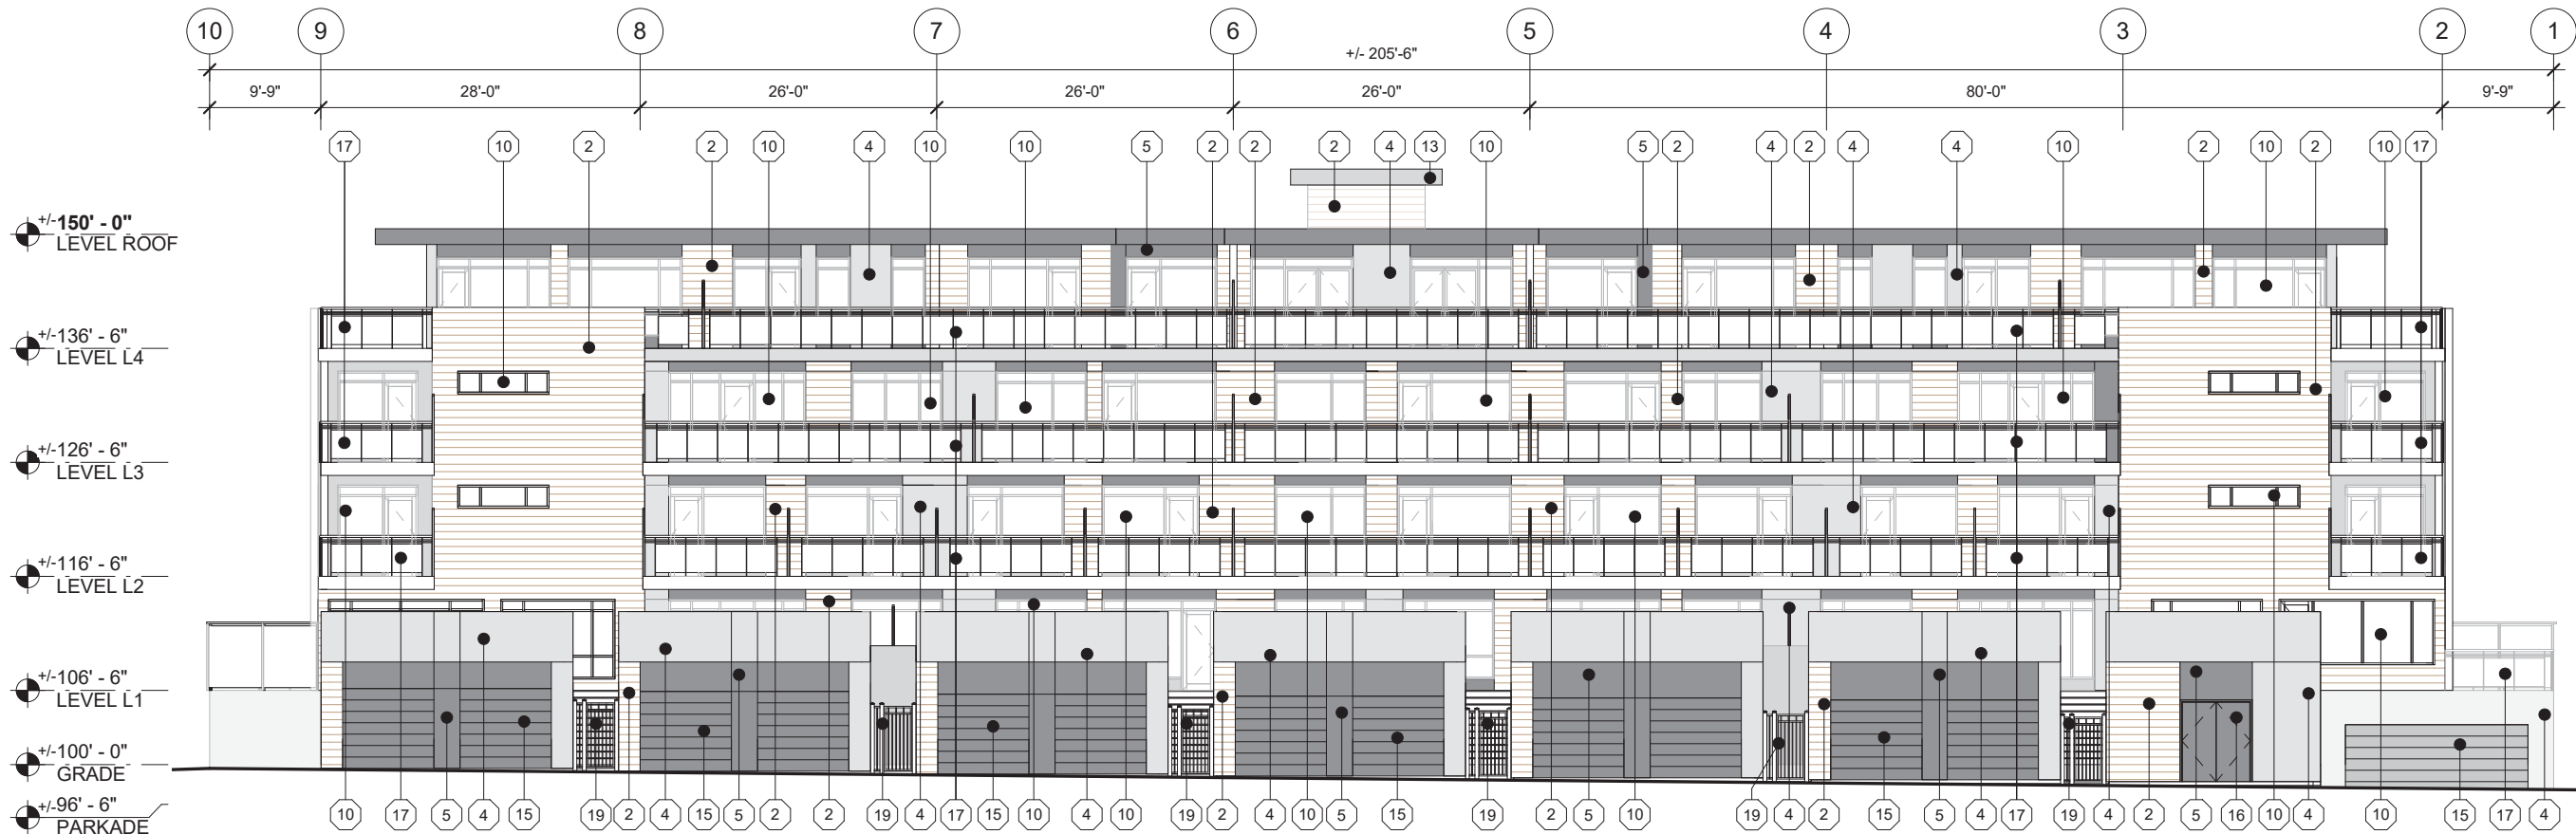 10 9 8 7 6 5 4 3 2 1
+/- 205'-6"
9'-9" 28'-0" 26'-0" 26'-0" 26'-0" 80'-0" 9'-9"
17 10 2 2 10 4 10 10 5 2 2 2 4 13 10 5 2 4 2 4 4 10 2 10 2 10 17
+/-150' - 0"
LEVEL ROOF
+/-136' - 6"
LEVEL L4
+/-126' - 6"
LEVEL L3
+/-116' - 6"
LEVEL L2
+/-106' - 6"
LEVEL L1
+/-100' - 0"
GRADE
+/-96' - 6"
PARKADE
10 17 5 4 15 19 2 4 15 5 2 2 19 4 17 15 10 4 10 19 2 4 10 5 15 19 2 5 10 19 4 2 15 5 4 17 19 4 2 5 16 10 4 10 15 17 4